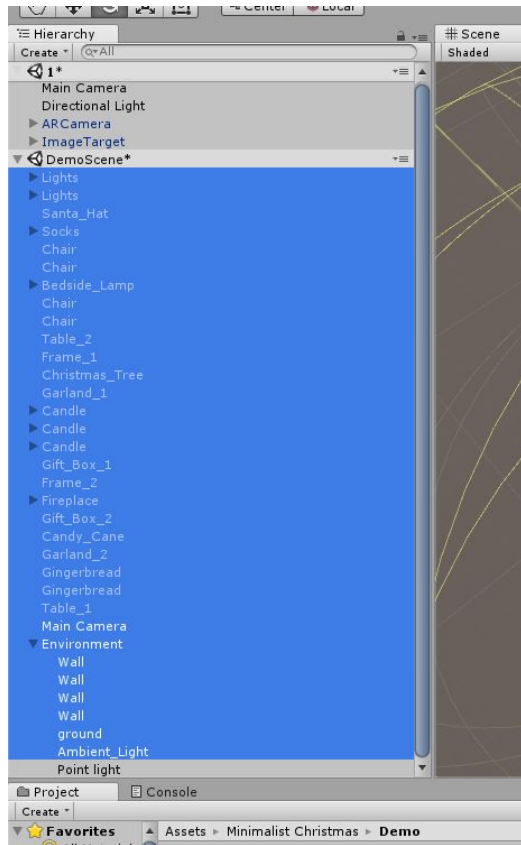 Center Local
Hierarchy
Create All
1*
Main Camera
Directional Light
ARCamera
ImageTarget
DemoScene*
Lights
Lights
Santa_Hat
Socks
Chair
Chair
Bedside_Lamp
Chair
Chair
Table_2
Frame_1
Christmas_Tree
Garland_1
Candle
Candle
Candle
Gift_Box_1
Frame_2
Fireplace
Gift_Box_2
Candy_Cane
Garland_2
Gingerbread
Gingerbread
Table_1
Main Camera
Environment
Wall
Wall
Wall
Wall
ground
Ambient_Light
Point light
# Scene
Shaded
Project Console
Create
Favorites Assets ▸ Minimalist Christmas ▸ Demo